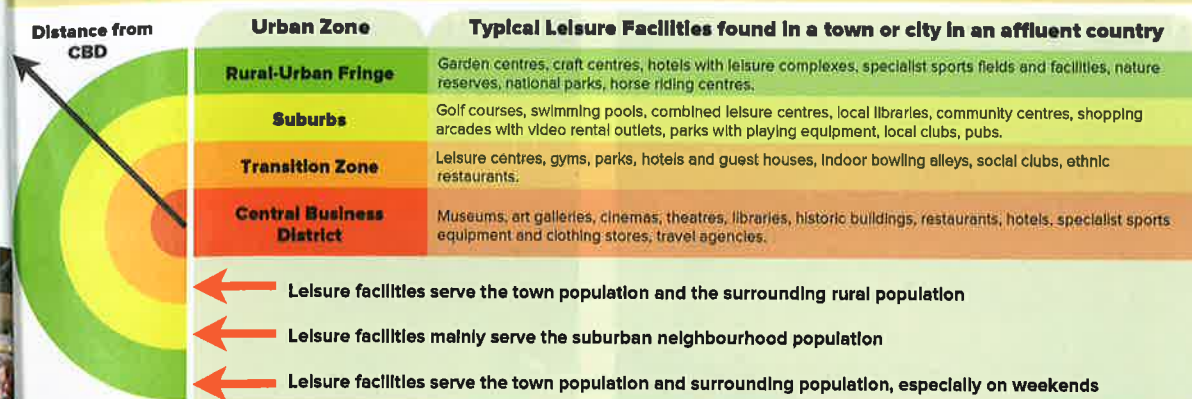 Distance from
CBD
Urban Zone
Typical Leisure Facilities found in a town or city in an affluent country
Rural-Urban Fringe
Garden centres, craft centres, hotels with leisure complexes, specialist sports fields and facilities, nature
reserves, national parks, horse riding centres.
Suburbs
Golf courses, swimming pools, combined leisure centres, local libraries, community centres, shopping
arcades with video rental outlets, parks with playing equipment, local clubs, pubs.
Transition Zone
Leisure centres, gyms, parks, hotels and guest houses, indoor bowling alleys, social clubs, ethnic
restaurants.
Central Business
District
Museums, art galleries, cinemas, theatres, libraries, historic buildings, restaurants, hotels, specialist sports
equipment and clothing stores, travel agencies.
Leisure facilities serve the town population and the surrounding rural population
Leisure facilities mainly serve the suburban neighbourhood population
Leisure facilities serve the town population and surrounding population, especially on weekends